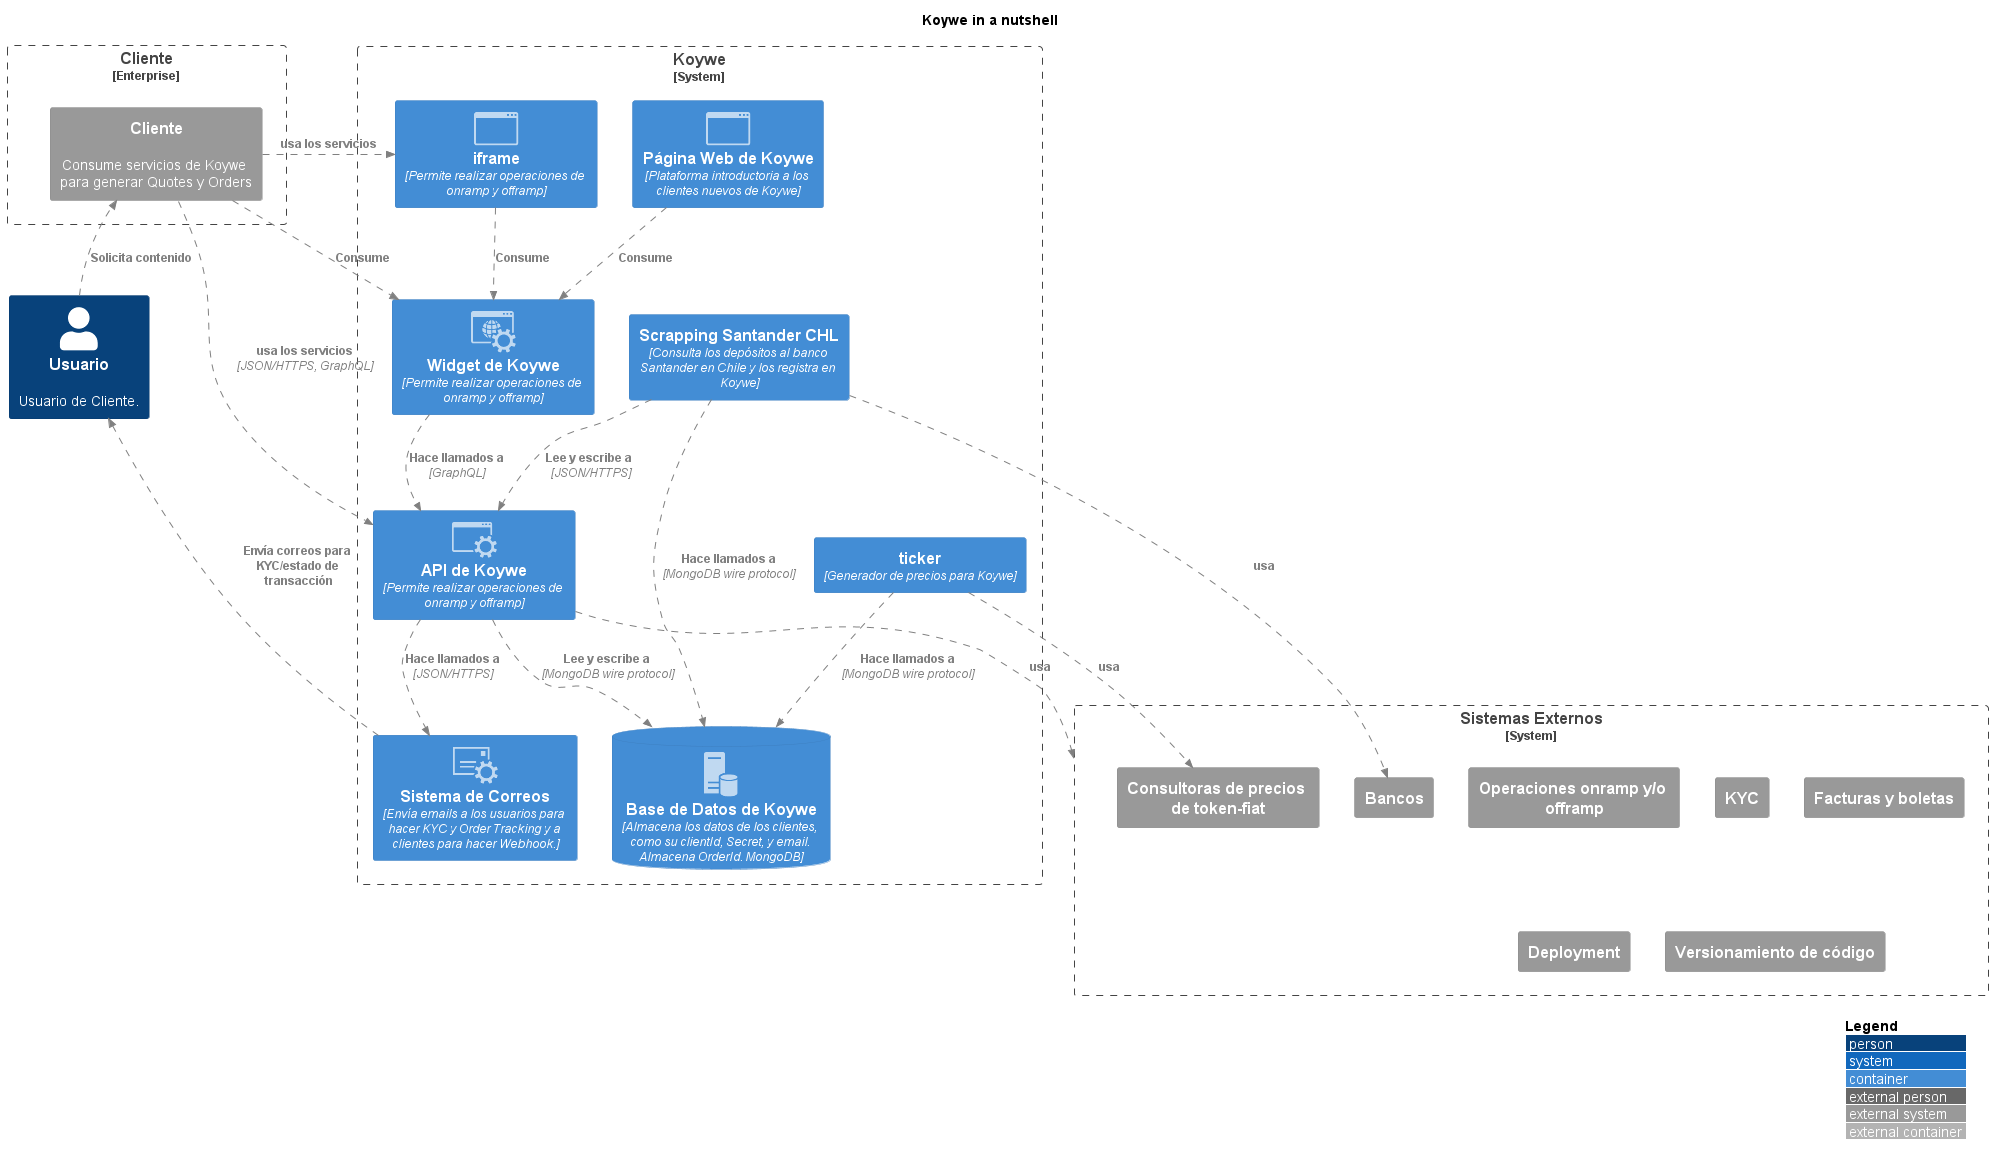 Koywe in a nutshell
Cliente
[Enterprise]
Cliente
Consume servicios de Koywe
para generar Quotes y Orders
usa los servicios
Koywe
[System]
iframe
[Permite realizar operaciones de
onramp y offramp]
Página Web de Koywe
[Plataforma introductoria a los
clientes nuevos de Koywe]
Solicita contenido
Consume
Consume
Consume
Usuario
Usuario de Cliente.
usa los servicios
[JSON/HTTPS, GraphQL]
Widget de Koywe
[Permite realizar operaciones de
onramp y offramp]
Scrapping Santander CHL
[Consulta los depósitos al banco
Santander en Chile y los registra en
Koywe]
Hace llamados a
[GraphQL]
Lee y escribe a
[JSON/HTTPS]
Envía correos para
KYC/estado de
transacción
API de Koywe
[Permite realizar operaciones de
onramp y offramp]
Hace llamados a
[MongoDB wire protocol]
ticker
[Generador de precios para Koywe]
usa
Hace llamados a
[JSON/HTTPS]
Lee y escribe a
[MongoDB wire protocol]
Hace llamados a
[MongoDB wire protocol]
usa
usa
Sistema de Correos
[Envía emails a los usuarios para
hacer KYC y Order Tracking y a
clientes para hacer Webhook.]
Base de Datos de Koywe
[Almacena los datos de los clientes,
como su clientId, Secret, y email.
Almacena OrderId. MongoDB]
Sistemas Externos
[System]
Consultoras de precios
de token-fiat
Bancos
Operaciones onramp y/o
offramp
KYC
Facturas y boletas
Deployment
Versionamiento de código
Legend
person
system
container
external person
external system
external container